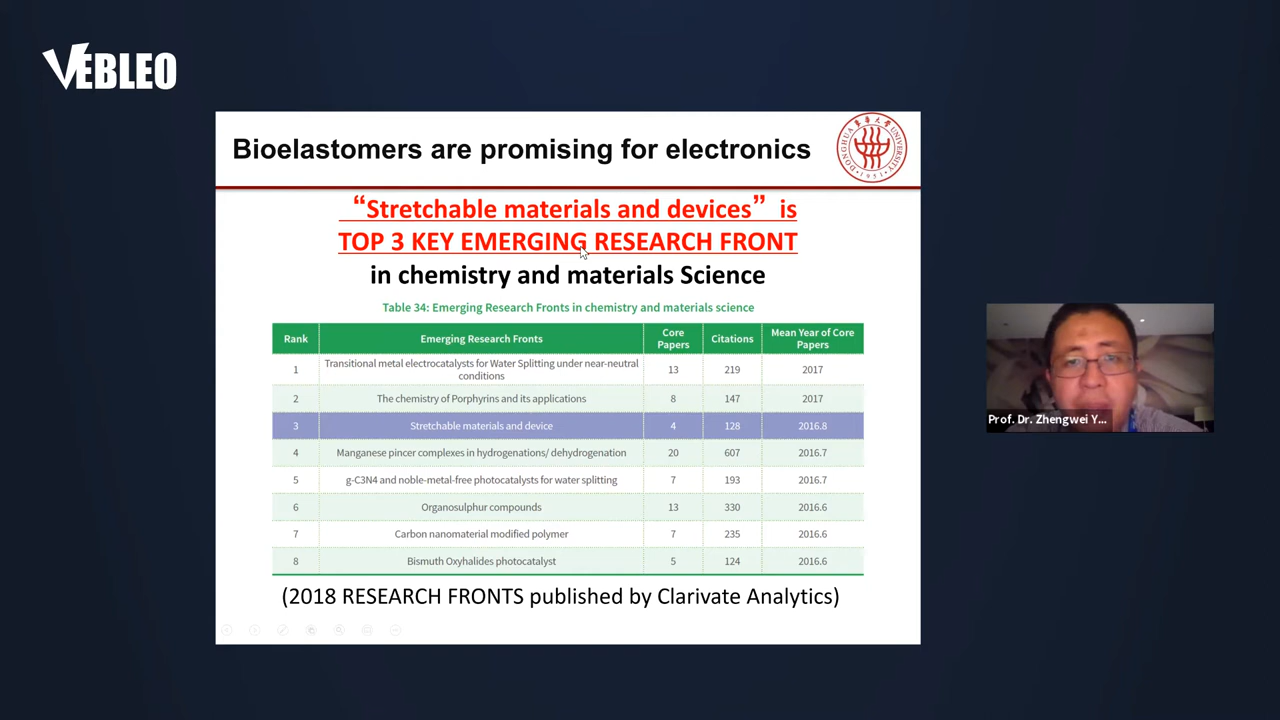 VEBLEO
Bioelastomers are promising for electronics
東華大學
DONGHUA UNIVERSITY
• 1951 •
“Stretchable materials and devices” is
TOP 3 KEY EMERGING RESEARCH FRONT
in chemistry and materials Science
Table 34: Emerging Research Fronts in chemistry and materials science
Rank Emerging Research Fronts Core Papers Citations Mean Year of Core Papers
1 Transitional metal electrocatalysts for Water Splitting under near-neutral conditions 13 219 2017
2 The chemistry of Porphyrins and its applications 8 147 2017
3 Stretchable materials and device 4 128 2016.8
4 Manganese pincer complexes in hydrogenations/ dehydrogenation 20 607 2016.7
5 g-C3N4 and noble-metal-free photocatalysts for water splitting 7 193 2016.7
6 Organosulphur compounds 13 330 2016.6
7 Carbon nanomaterial modified polymer 7 235 2016.6
8 Bismuth Oxyhalides photocatalyst 5 124 2016.6
(2018 RESEARCH FRONTS published by Clarivate Analytics)
Prof. Dr. Zhengwei Y...